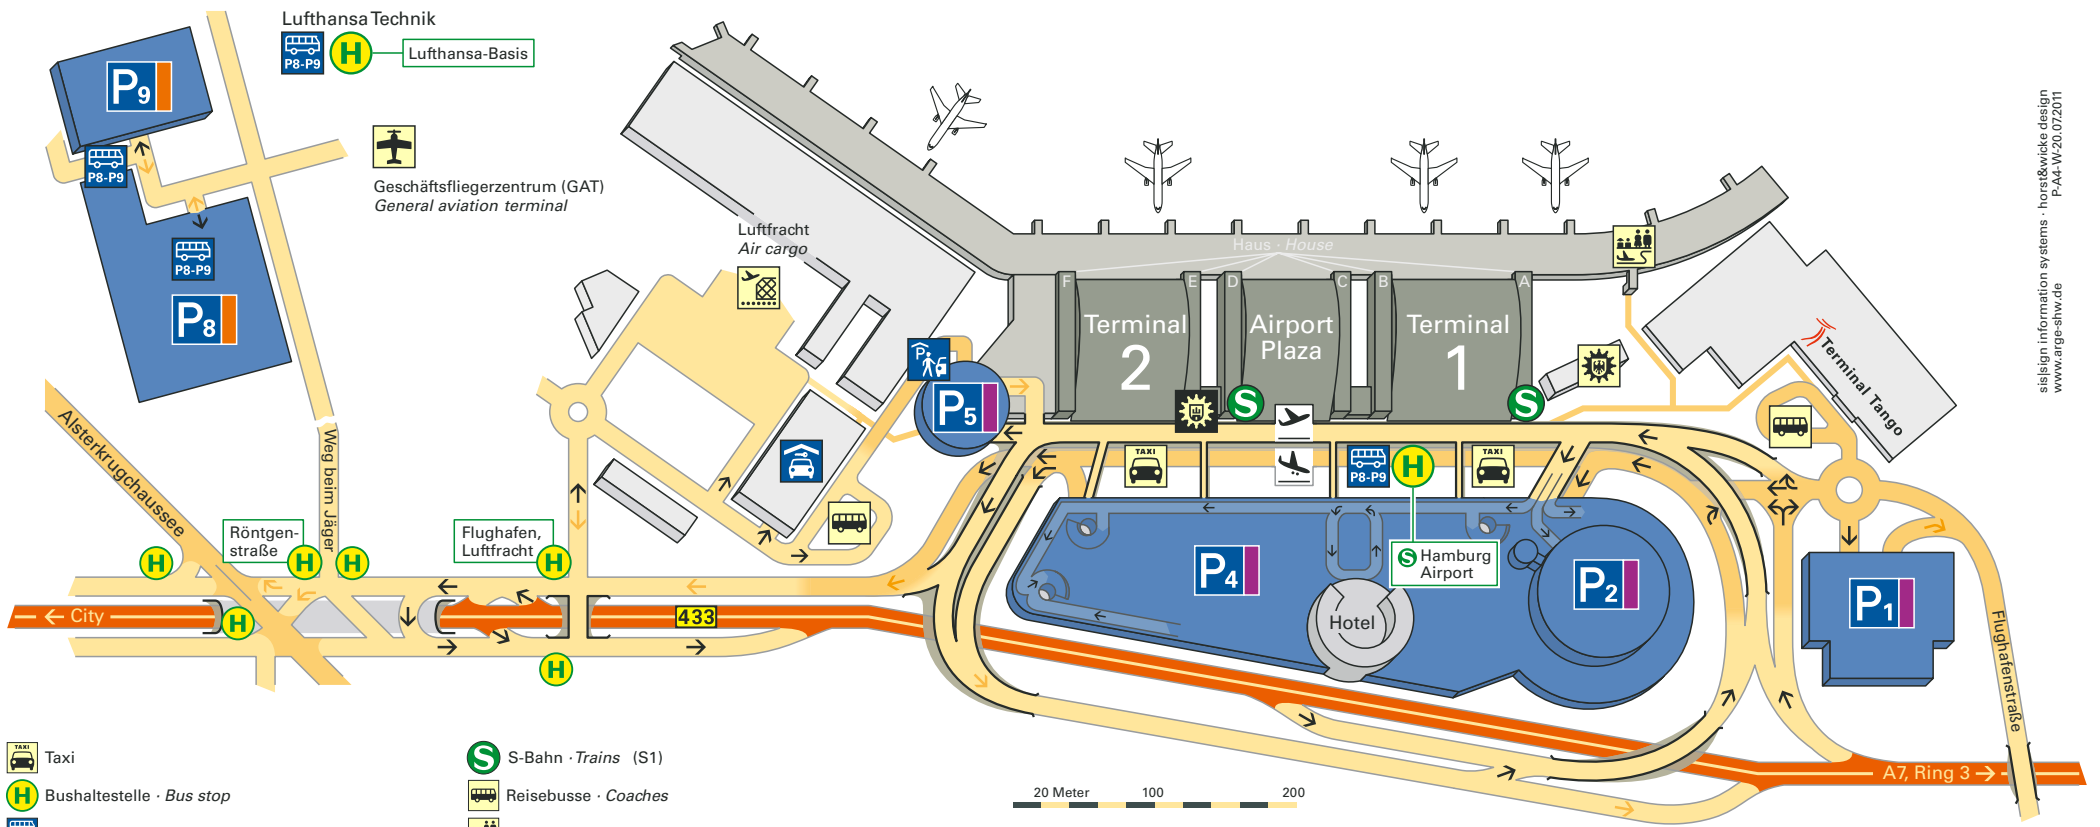 Lufthansa Technik
P8-P9
H
Lufthansa-Basis
P9
P8-P9
P8-P9
P8
Geschäftsfliegerzentrum (GAT)
General aviation terminal
Luftfracht
Air cargo
Haus · House
F
E
D
C
B
A
Terminal
2
Airport
Plaza
Terminal
1
Terminal Tango
P
P5
S
S
TAXI
P8-P9
H
TAXI
Alsterkrugchaussee
Weg beim Jäger
Röntgen-
straße
Flughafen,
Luftfracht
H
H
H
H
H
H
← City
433
P4
S Hamburg
Airport
Hotel
P2
P1
Flughafenstraße
A7, Ring 3 →
20 Meter
100
200
TAXI
Taxi
H
Bushaltestelle · Bus stop
S
S-Bahn · Trains (S1)
Reisebusse · Coaches
sis|sign information systems · horst&wicke design
www.arge-shw.de
P-A4-W-20.07.2011